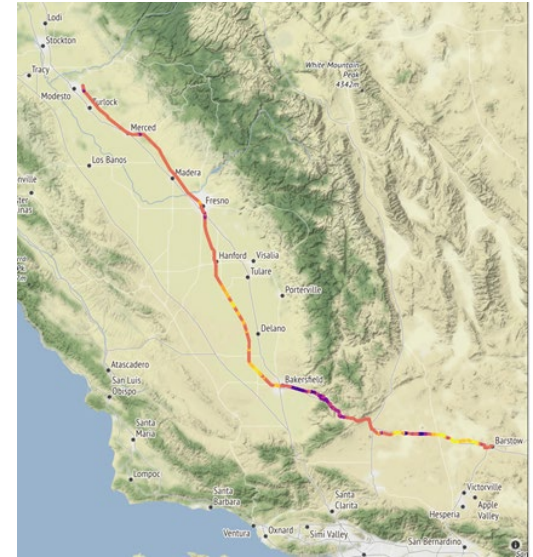 Lodi
Stockton
Tracy
White Mountain
Peak
4342m
Modesto
Turlock
Merced
Los Banos
Madera
Fresno
Hanford
Visalia
Tulare
Porterville
Delano
Atascadero
San Luis
Obispo
Bakersfield
Santa
Maria
Barstow
Lompoc
Santa
Barbara
Santa
Clarita
Victorville
Apple
Valley
Hesperia
Ventura
Oxnard
Simi Valley
San Bernardino